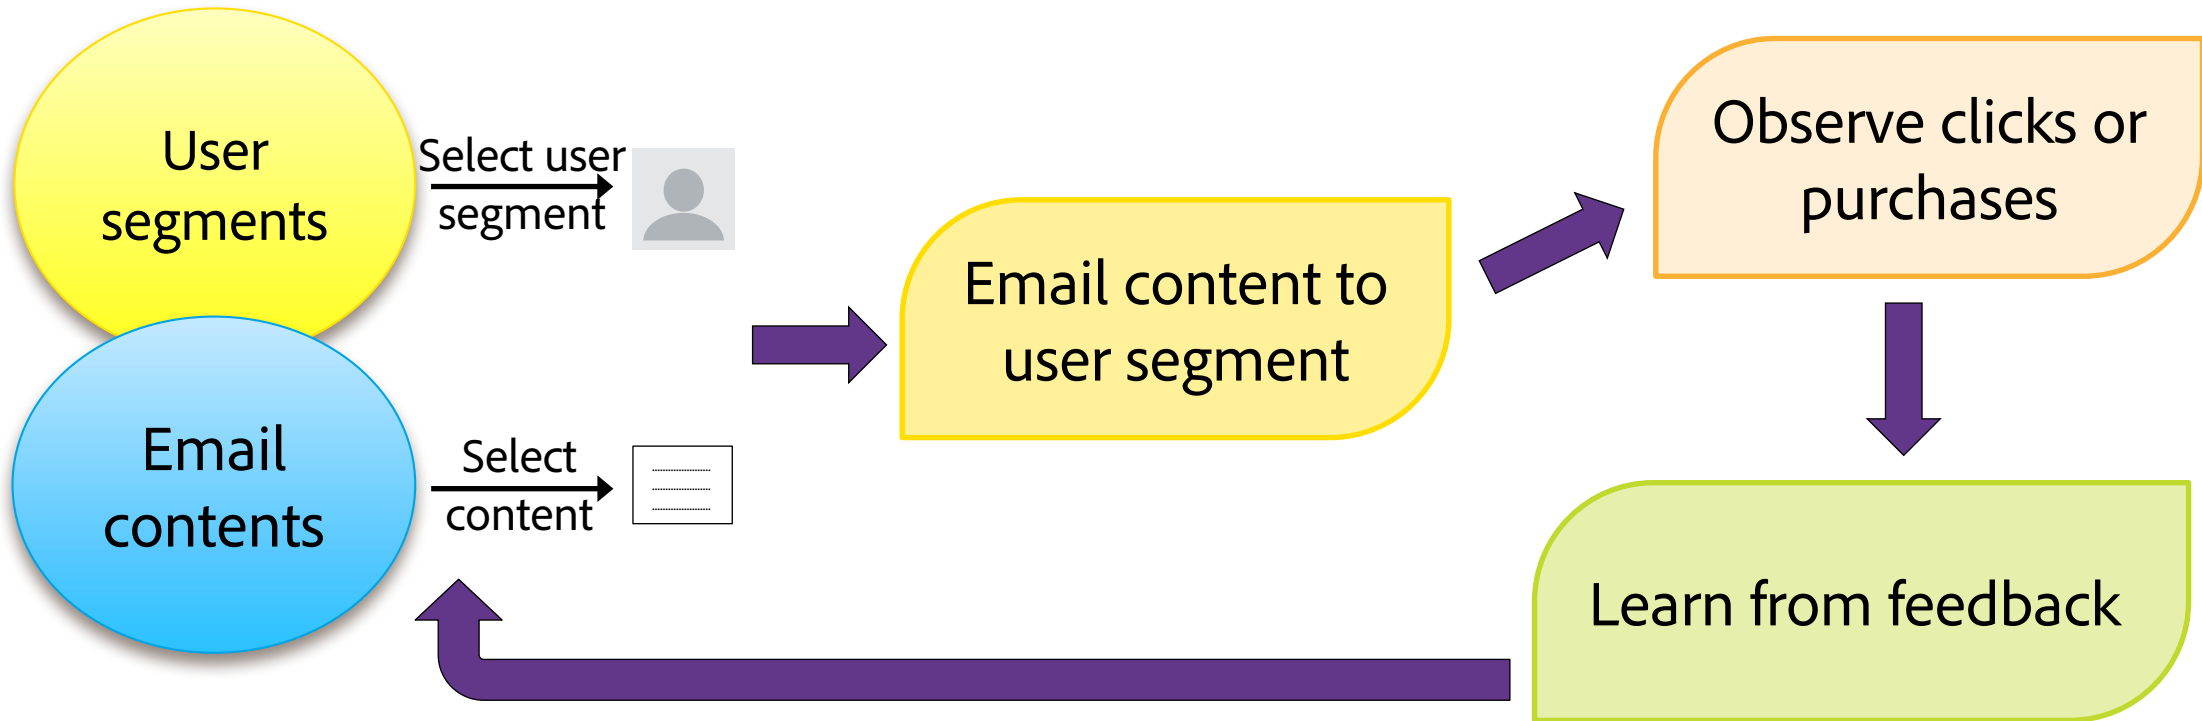 User
segments
Select user
segment
Email
contents
Select
content
Email content to
user segment
Observe clicks or
purchases
Learn from feedback